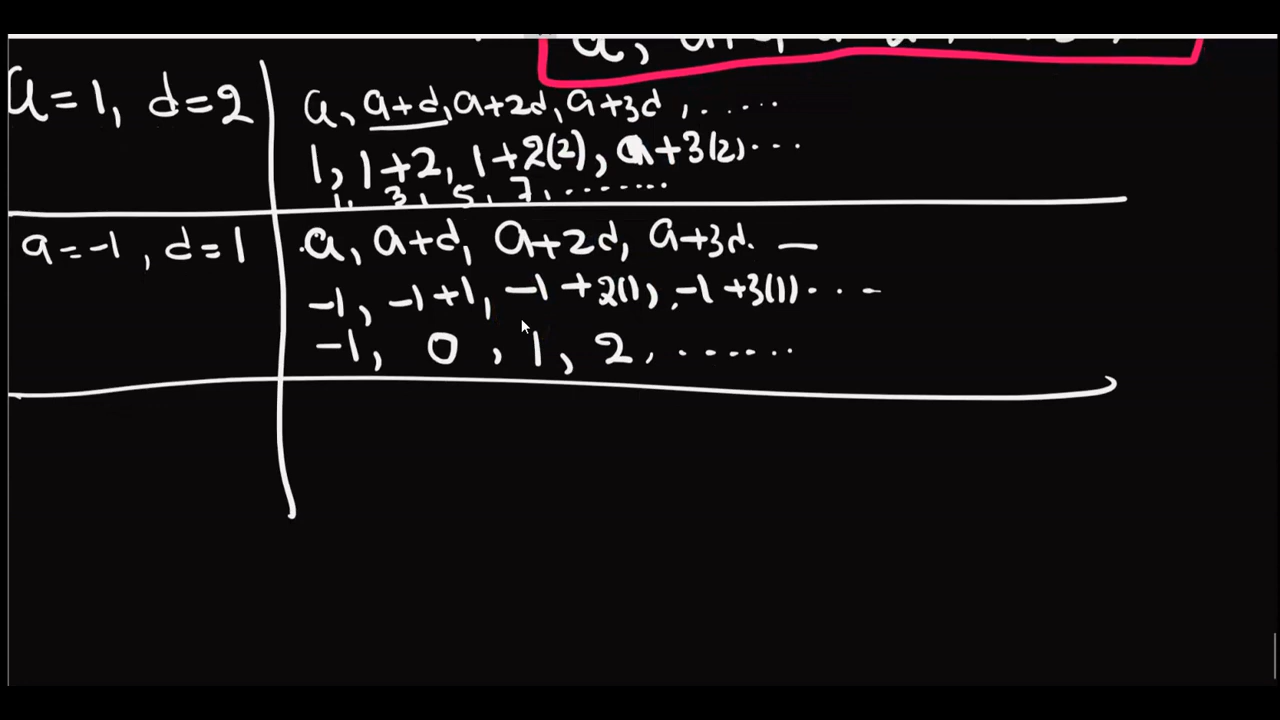 a=1, d=2
a, a+d, a+2d, a+3d, ......
1, 1+2, 1+2(2), a+3(2)...
1, 3, 5, 7, ........
a=-1, d=1
a, a+d, a+2d, a+3d. —
-1, -1+1, -1+2(1), -1+3(1)....
-1, 0, 1, 2, ......